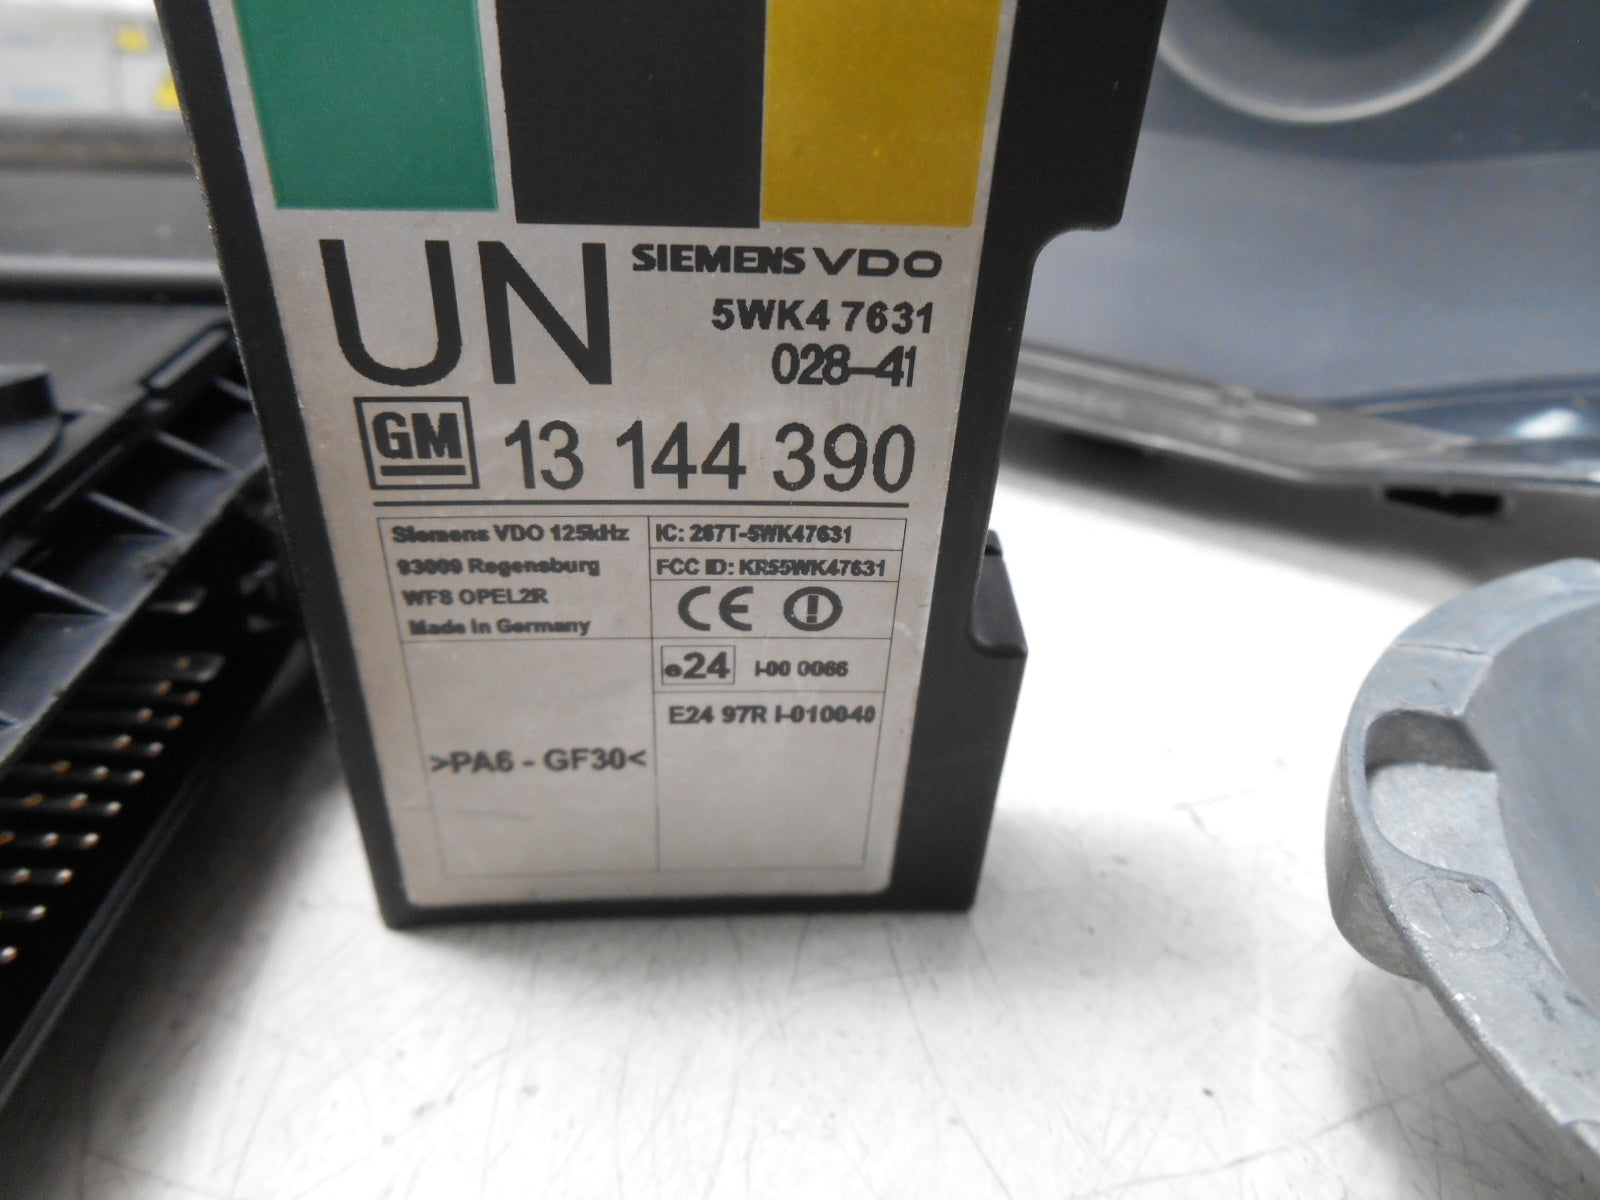 UN
SIEMENS VDO
5WK4 7631
028-41
GM 13 144 390
Siemens VDO 125kHz
93009 Regensburg
WFS OPEL2R
Made in Germany
>PA6 - GF30<
IC: 267T-5WK47631
FCC ID: KR55WK47631
CE
e24 I-00 0066
E24 97R I-010040